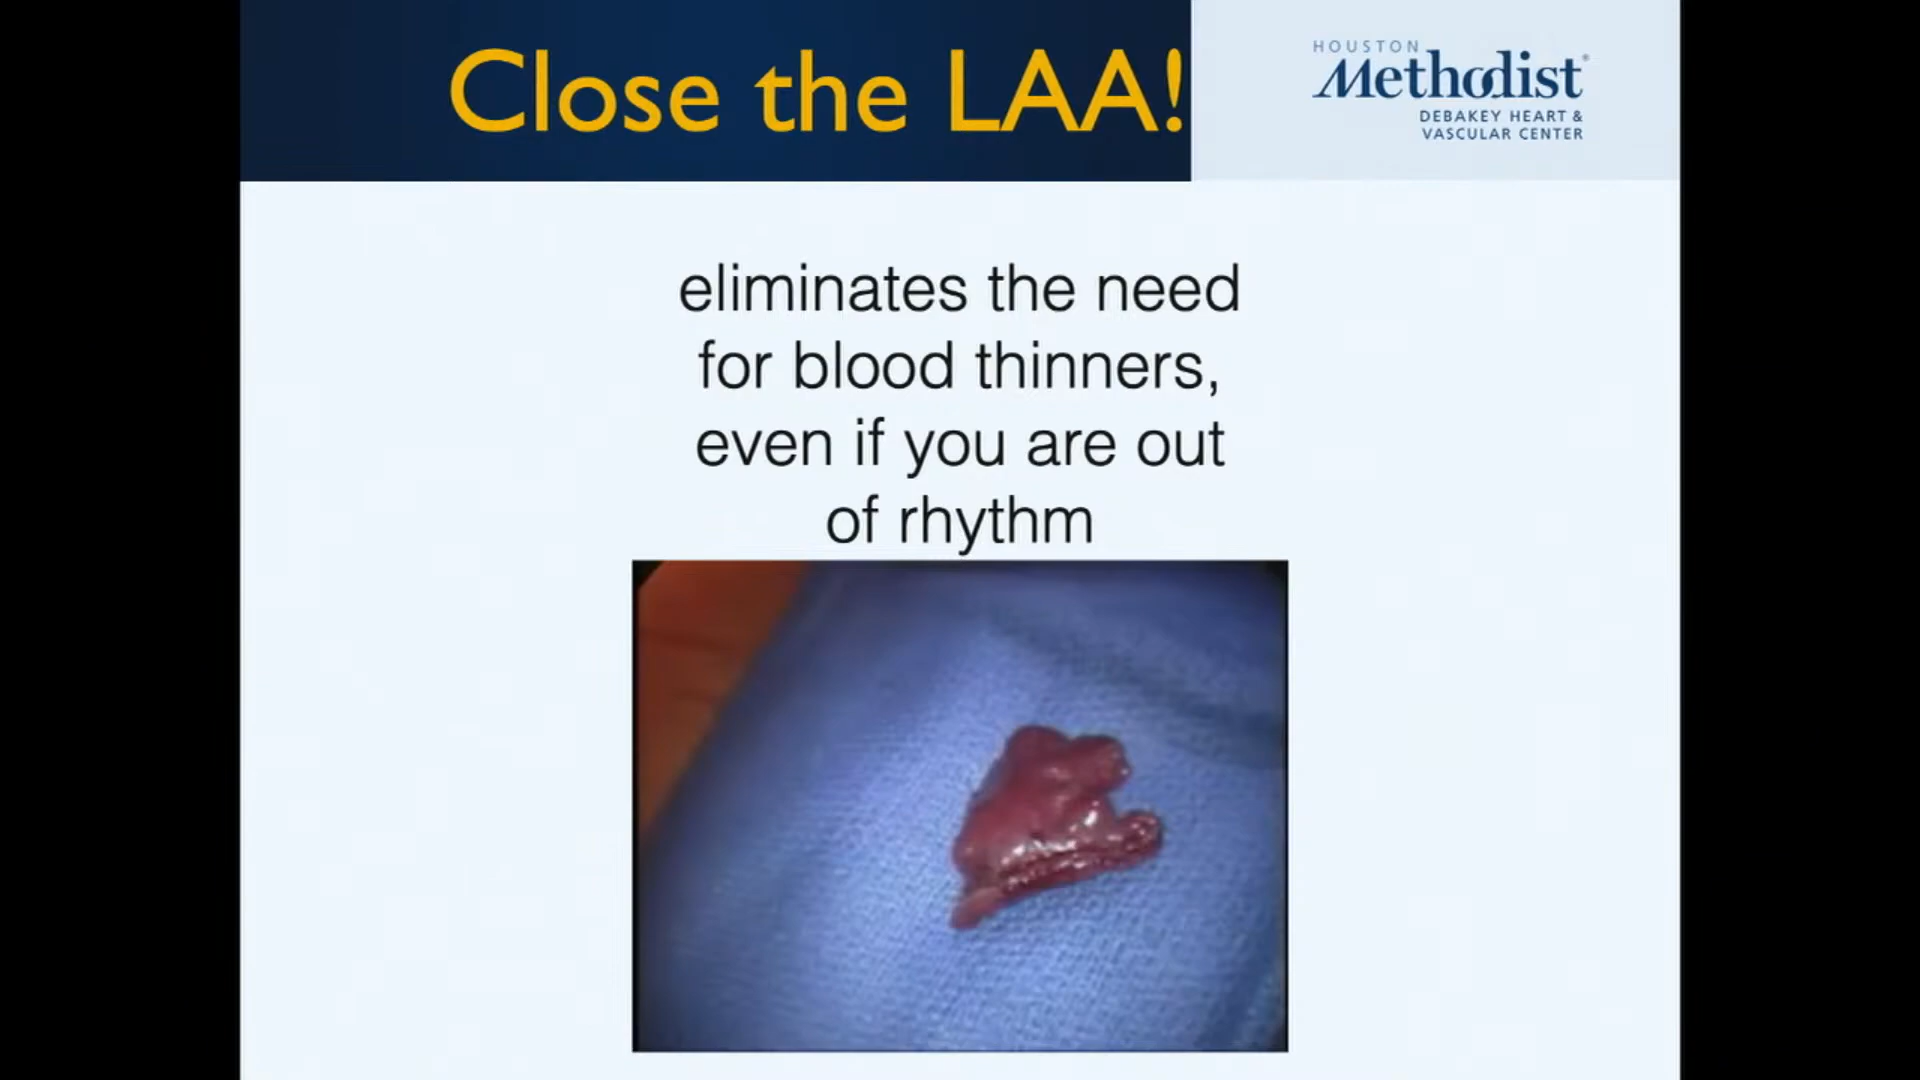 Close the LAA!
HOUSTON
Methodist®
DEBAKEY HEART &
VASCULAR CENTER
eliminates the need
for blood thinners,
even if you are out
of rhythm